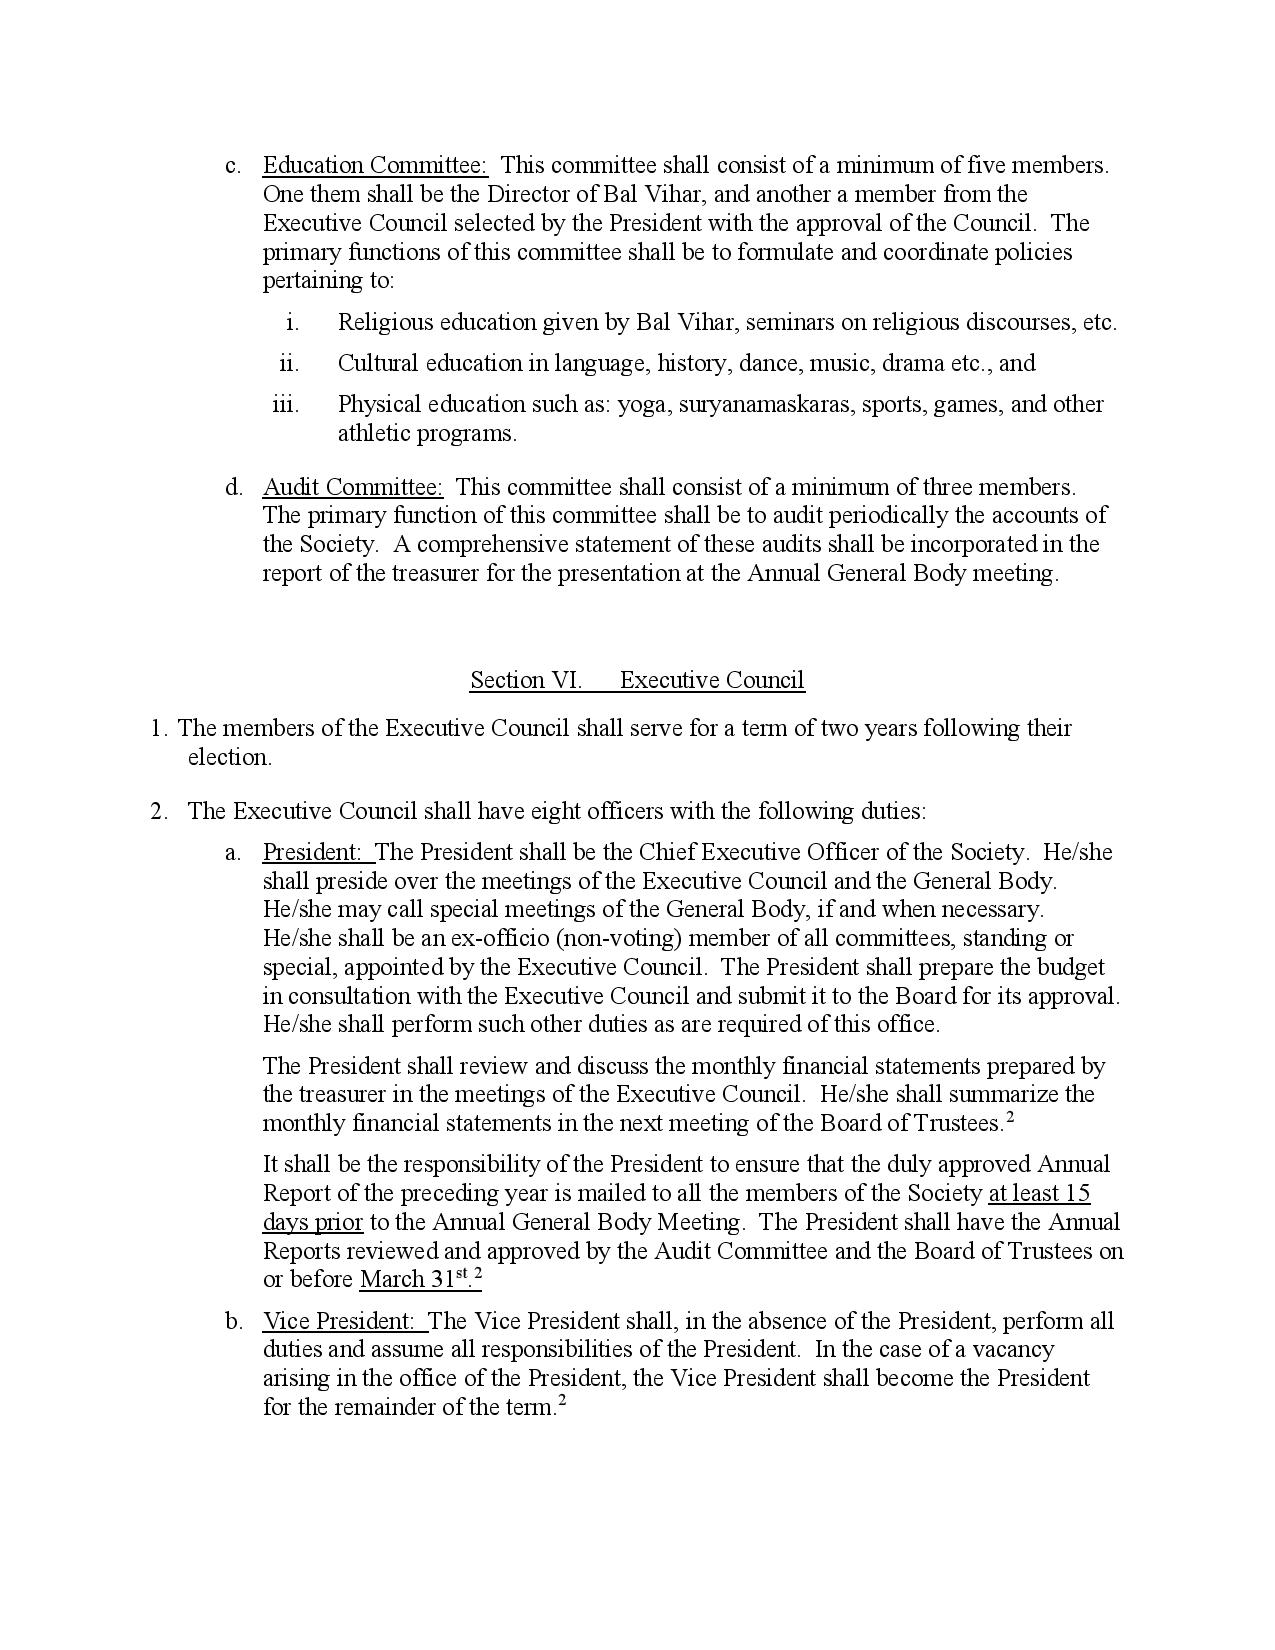 c. Education Committee: This committee shall consist of a minimum of five members.
One them shall be the Director of Bal Vihar, and another a member from the
Executive Council selected by the President with the approval of the Council. The
primary functions of this committee shall be to formulate and coordinate policies
pertaining to:
i. Religious education given by Bal Vihar, seminars on religious discourses, etc.
ii. Cultural education in language, history, dance, music, drama etc., and
iii. Physical education such as: yoga, suryanamaskaras, sports, games, and other
athletic programs.
d. Audit Committee: This committee shall consist of a minimum of three members.
The primary function of this committee shall be to audit periodically the accounts of
the Society. A comprehensive statement of these audits shall be incorporated in the
report of the treasurer for the presentation at the Annual General Body meeting.
Section VI. Executive Council
1. The members of the Executive Council shall serve for a term of two years following their
election.
2. The Executive Council shall have eight officers with the following duties:
a. President: The President shall be the Chief Executive Officer of the Society. He/she
shall preside over the meetings of the Executive Council and the General Body.
He/she may call special meetings of the General Body, if and when necessary.
He/she shall be an ex-officio (non-voting) member of all committees, standing or
special, appointed by the Executive Council. The President shall prepare the budget
in consultation with the Executive Council and submit it to the Board for its approval.
He/she shall perform such other duties as are required of this office.
The President shall review and discuss the monthly financial statements prepared by
the treasurer in the meetings of the Executive Council. He/she shall summarize the
monthly financial statements in the next meeting of the Board of Trustees.2
It shall be the responsibility of the President to ensure that the duly approved Annual
Report of the preceding year is mailed to all the members of the Society at least 15
days prior to the Annual General Body Meeting. The President shall have the Annual
Reports reviewed and approved by the Audit Committee and the Board of Trustees on
or before March 31st.2
b. Vice President: The Vice President shall, in the absence of the President, perform all
duties and assume all responsibilities of the President. In the case of a vacancy
arising in the office of the President, the Vice President shall become the President
for the remainder of the term.2